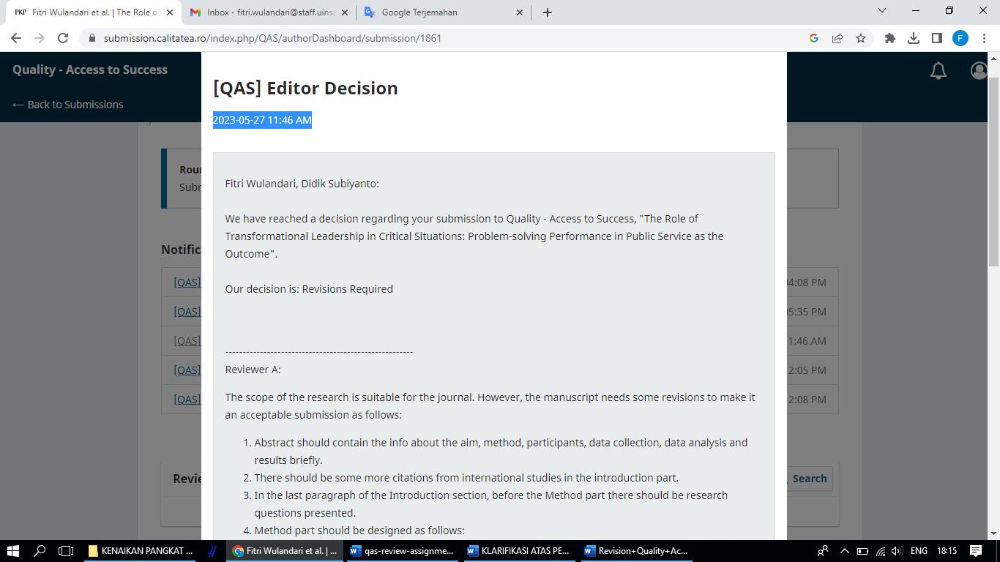 PKP Fitri Wulandari et al. | The Role of
Inbox - fitri.wulandari@staff.uinsa
Google Terjemahan
submission.calitatea.ro/index.php/QAS/authorDashboard/submission/1861
F
Quality - Access to Success
← Back to Submissions
[QAS] Editor Decision
2023-05-27 11:46 AM
Roun
Subr
Fitri Wulandari, Didik Subiyanto:
We have reached a decision regarding your submission to Quality - Access to Success, "The Role of
Transformational Leadership in Critical Situations: Problem-solving Performance in Public Service as the
Outcome".
Notific
[QAS] 04:08 PM
Our decision is: Revisions Required
[QAS] 05:35 PM
[QAS] 1:46 AM
--------------------------------------------------------
[QAS] 2:05 PM
Reviewer A:
[QAS] 2:08 PM
The scope of the research is suitable for the journal. However, the manuscript needs some revisions to make it
an acceptable submission as follows:
1. Abstract should contain the info about the aim, method, participants, data collection, data analysis and
results briefly.
2. There should be some more citations from international studies in the introduction part.
Revie
Search
3. In the last paragraph of the Introduction section, before the Method part there should be research
questions presented.
4. Method part should be designed as follows:
KENAIKAN PANGKAT ...
Fitri Wulandari et al. | ...
qas-review-assignme...
KLARIFIKASI ATAS PE...
Revision+Quality+Ac...
ENG
18:15